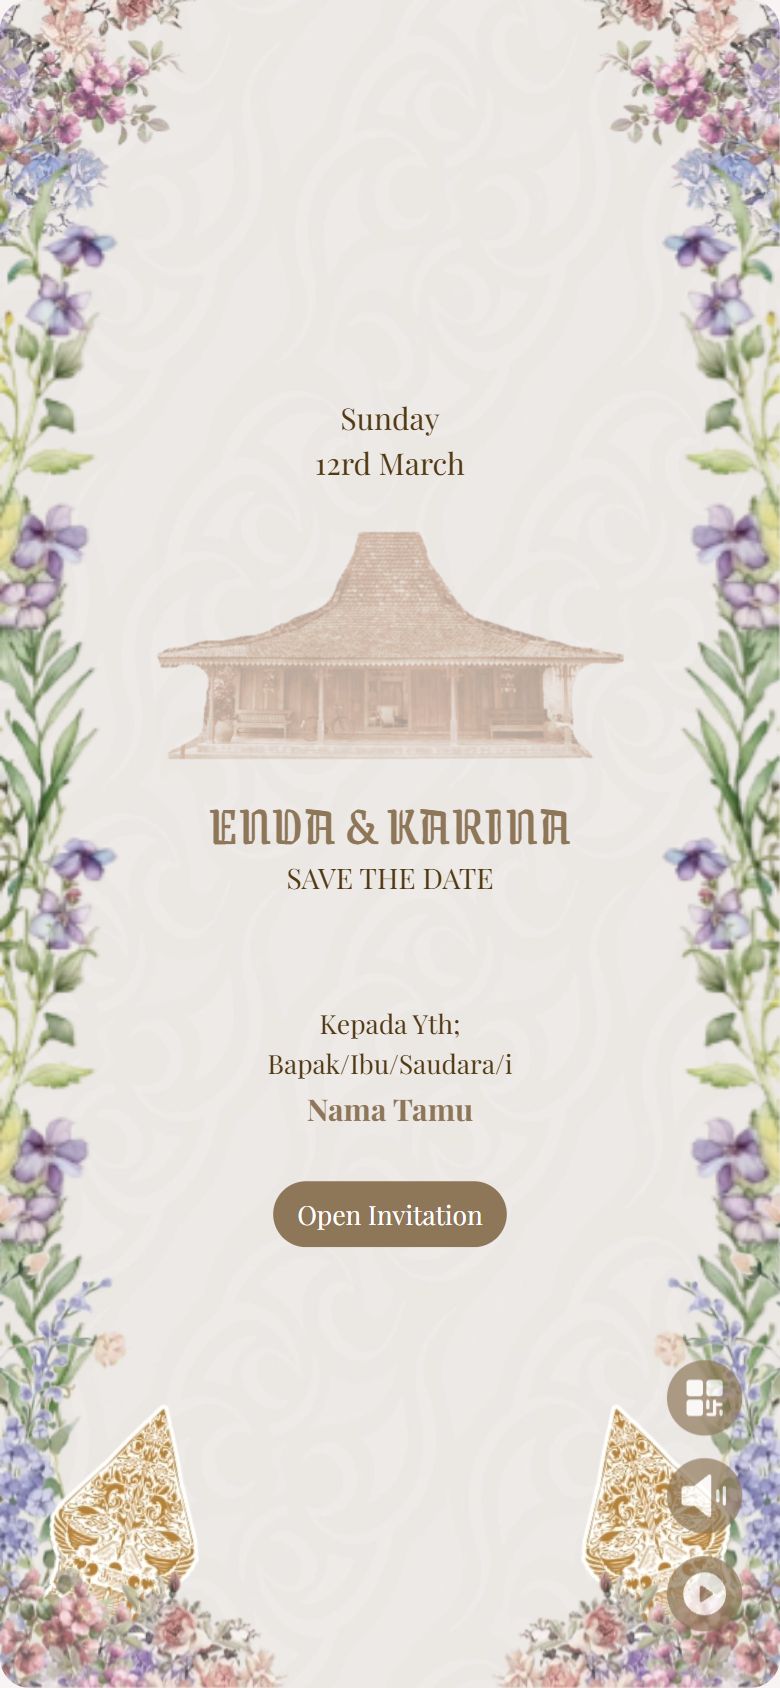 Sunday
12rd March
ENDA & KARINA
SAVE THE DATE
Kepada Yth;
Bapak/Ibu/Saudara/i
Nama Tamu
Open Invitation